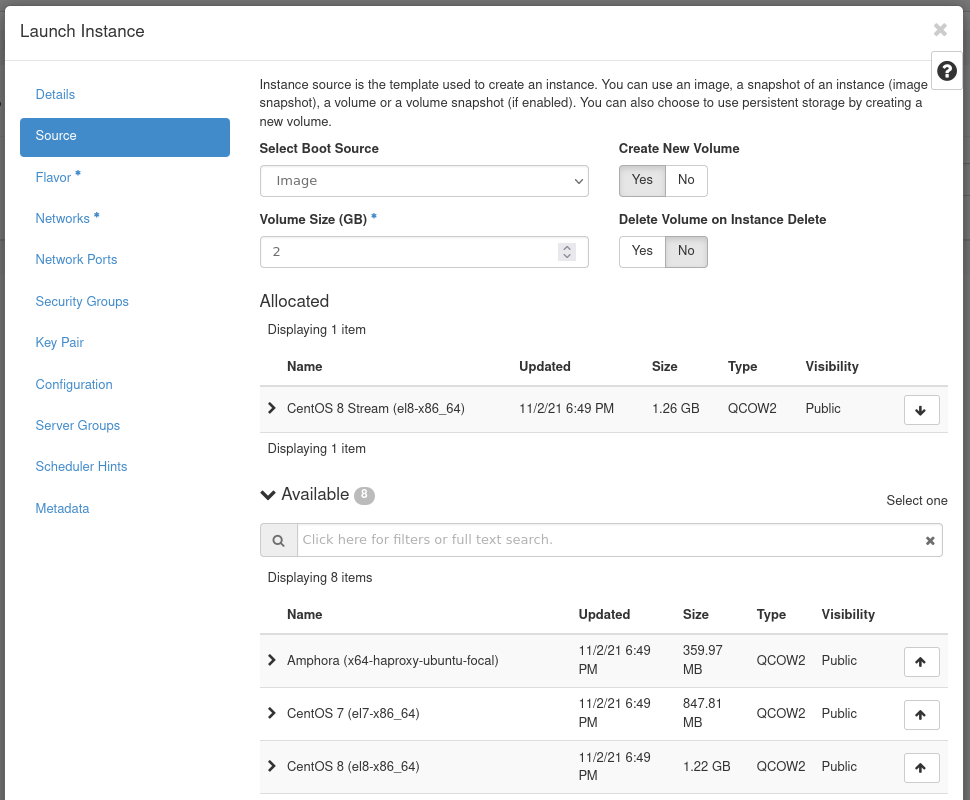 Launch Instance
Details
Source
Flavor *
Networks *
Network Ports
Security Groups
Key Pair
Configuration
Server Groups
Scheduler Hints
Metadata
Instance source is the template used to create an instance. You can use an image, a snapshot of an instance (image
snapshot), a volume or a volume snapshot (if enabled). You can also choose to use persistent storage by creating a
new volume.
Select Boot Source
Image
Create New Volume
Yes No
Volume Size (GB) *
2
Delete Volume on Instance Delete
Yes No
Allocated
Displaying 1 item
Name Updated Size Type Visibility
CentOS 8 Stream (el8-x86_64) 11/2/21 6:49 PM 1.26 GB QCOW2 Public
Displaying 1 item
Available 8
Select one
Click here for filters or full text search.
Displaying 8 items
Name Updated Size Type Visibility
Amphora (x64-haproxy-ubuntu-focal) 11/2/21 6:49 PM 359.97 MB QCOW2 Public
CentOS 7 (el7-x86_64) 11/2/21 6:49 PM 847.81 MB QCOW2 Public
CentOS 8 (el8-x86_64) 11/2/21 6:49 PM 1.22 GB QCOW2 Public